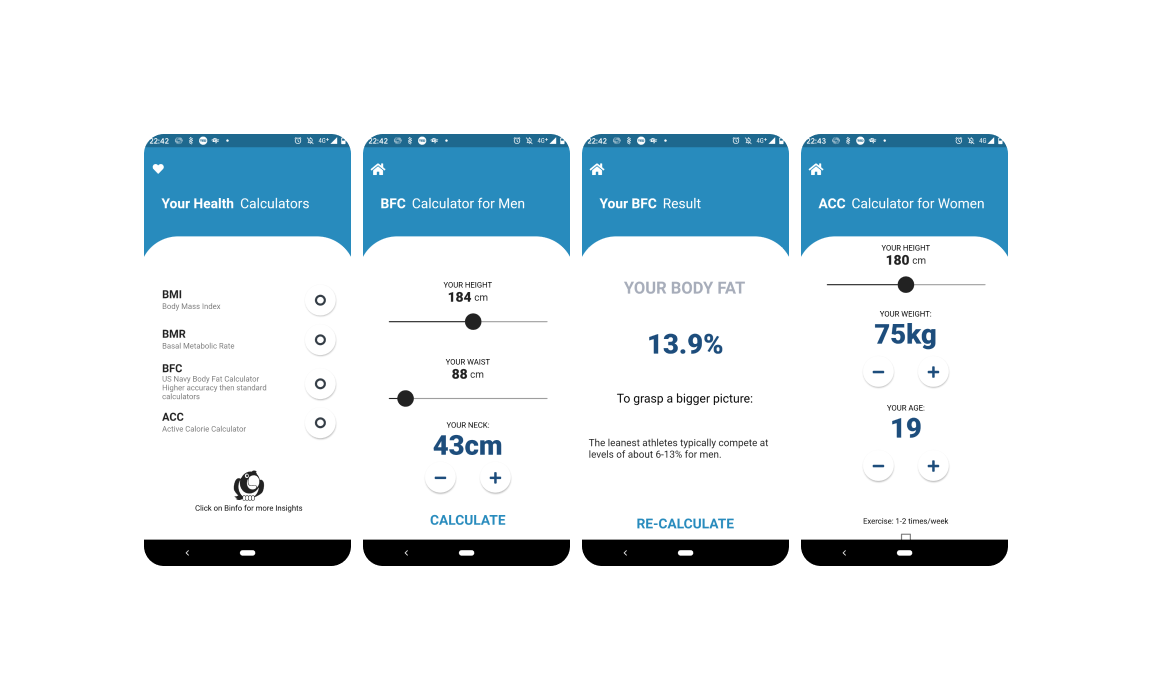 22:42
4G+
Your Health Calculators
BMI
Body Mass Index
BMR
Basal Metabolic Rate
BFC
US Navy Body Fat Calculator
Higher accuracy then standard
calculators
ACC
Active Calorie Calculator
Click on Binfo for more Insights
22:42
4G+
BFC Calculator for Men
YOUR HEIGHT
184 cm
YOUR WAIST
88 cm
YOUR NECK:
43cm
CALCULATE
22:42
4G+
Your BFC Result
YOUR BODY FAT
13.9%
To grasp a bigger picture:
The leanest athletes typically compete at
levels of about 6-13% for men.
RE-CALCULATE
22:43
4G
ACC Calculator for Women
YOUR HEIGHT
180 cm
YOUR WEIGHT:
75kg
YOUR AGE:
19
Exercise: 1-2 times/week